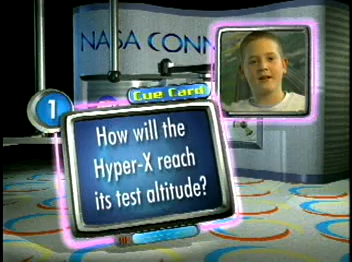 NASA CONN
Cue Card
1
How will the
Hyper-X reach
its test altitude?